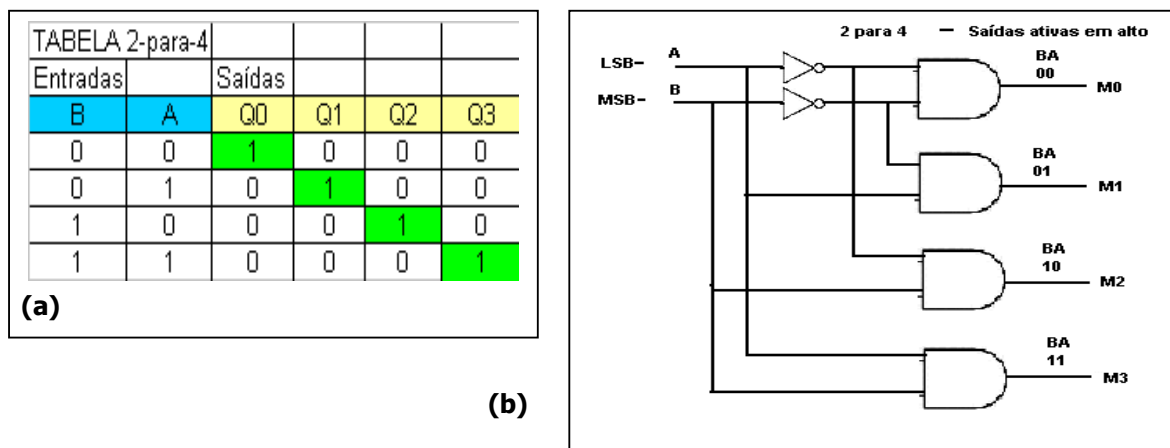 TABELA 2-para-4
Entradas Saídas
B A Q0 Q1 Q2 Q3
0 0 1 0 0 0
0 1 0 1 0 0
1 0 0 0 1 0
1 1 0 0 0 1
(a)
(b)
2 para 4 – Saídas ativas em alto
LSB– A
MSB– B
BA
00
M0
BA
01
M1
BA
10
M2
BA
11
M3